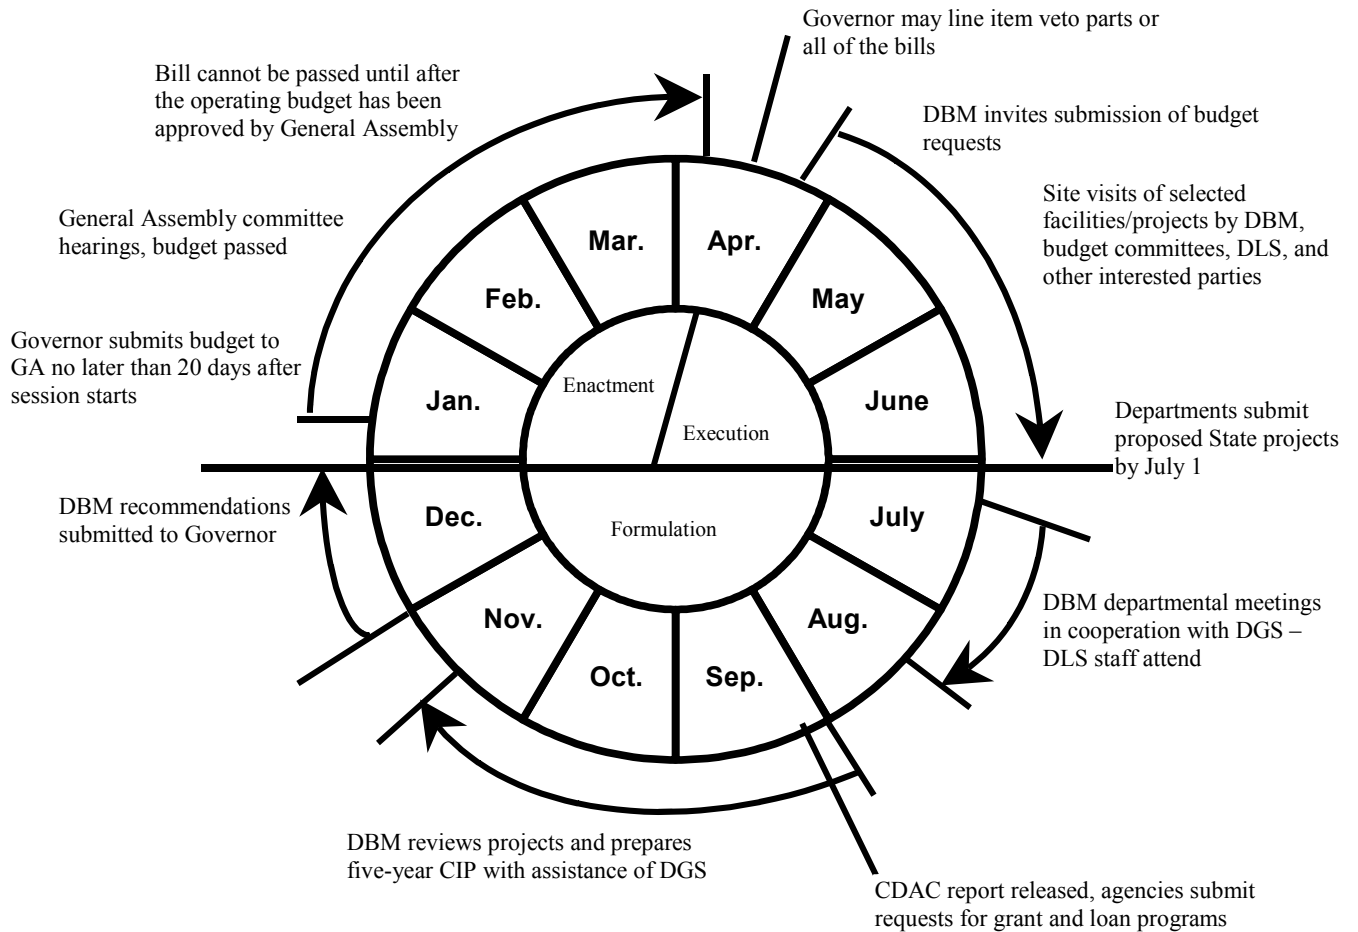 Governor may line item veto parts or
all of the bills
Bill cannot be passed until after
the operating budget has been
approved by General Assembly
DBM invites submission of budget
requests
Site visits of selected
facilities/projects by DBM,
budget committees, DLS, and
other interested parties
General Assembly committee
hearings, budget passed
Governor submits budget to
GA no later than 20 days after
session starts
Mar.
Apr.
Feb.
May
Jan.
June
Enactment
Execution
Departments submit
proposed State projects
by July 1
DBM recommendations
submitted to Governor
Dec.
July
Formulation
Nov.
Aug.
Oct.
Sep.
DBM departmental meetings
in cooperation with DGS –
DLS staff attend
DBM reviews projects and prepares
five-year CIP with assistance of DGS
CDAC report released, agencies submit
requests for grant and loan programs